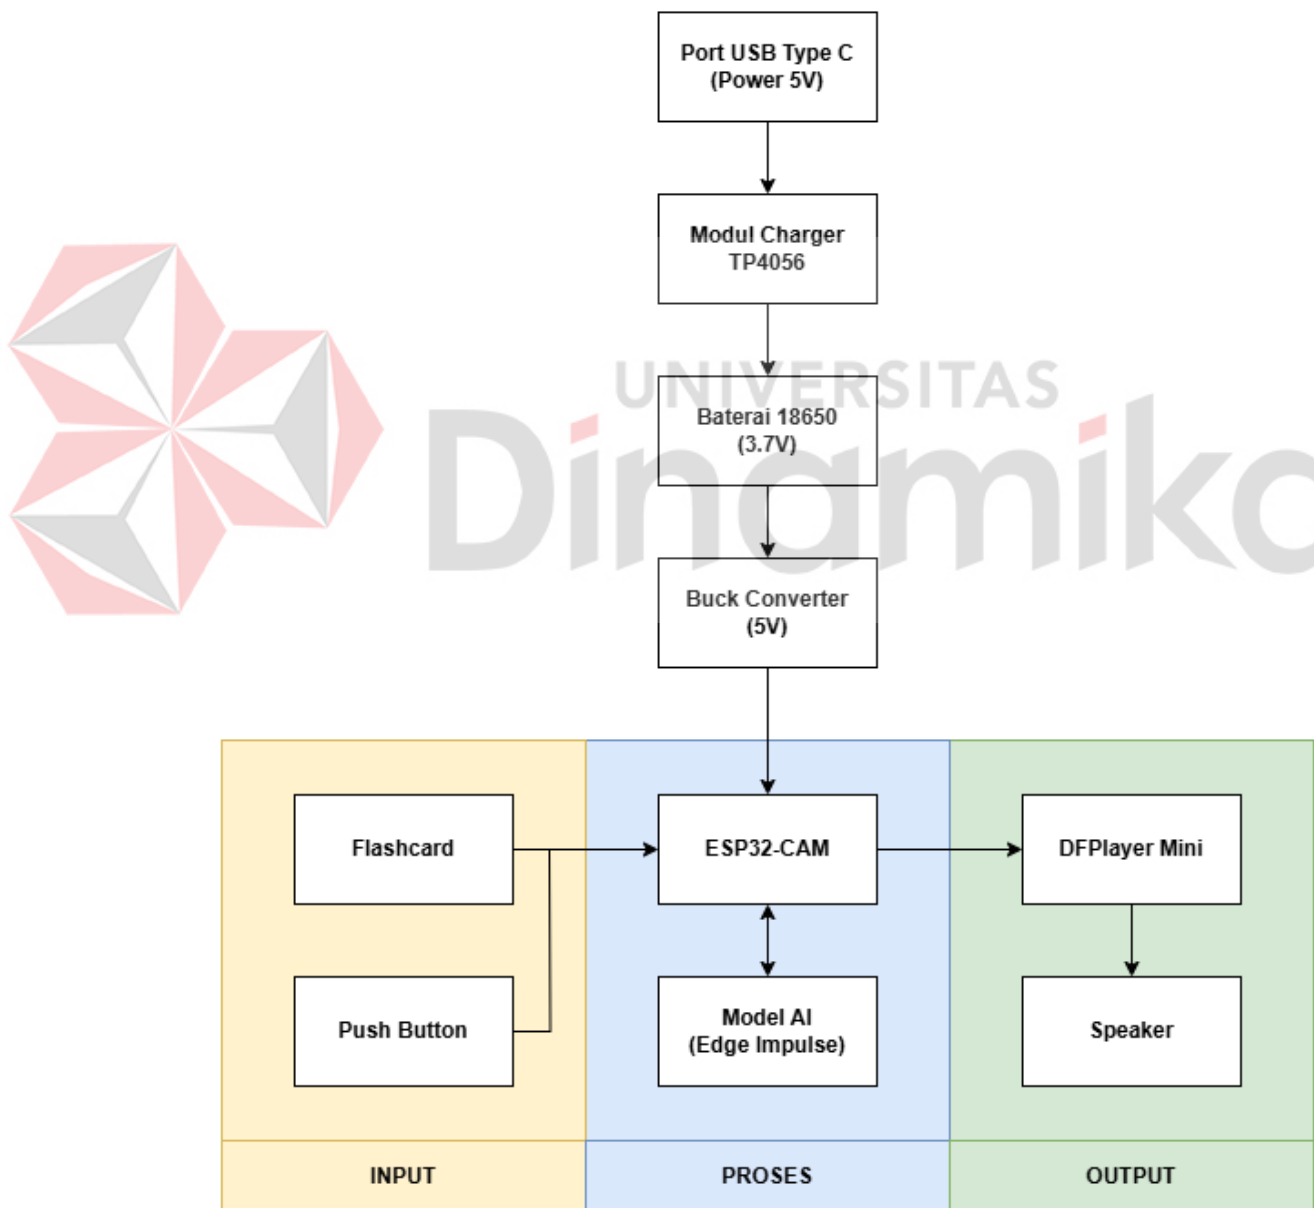 Port USB Type C
(Power 5V)
Modul Charger
TP4056
UNIVERSITAS
Dinamika
Baterai 18650
(3.7V)
Buck Converter
(5V)
Flashcard
ESP32-CAM
DFPlayer Mini
Push Button
Model AI
(Edge Impulse)
Speaker
INPUT
PROSES
OUTPUT